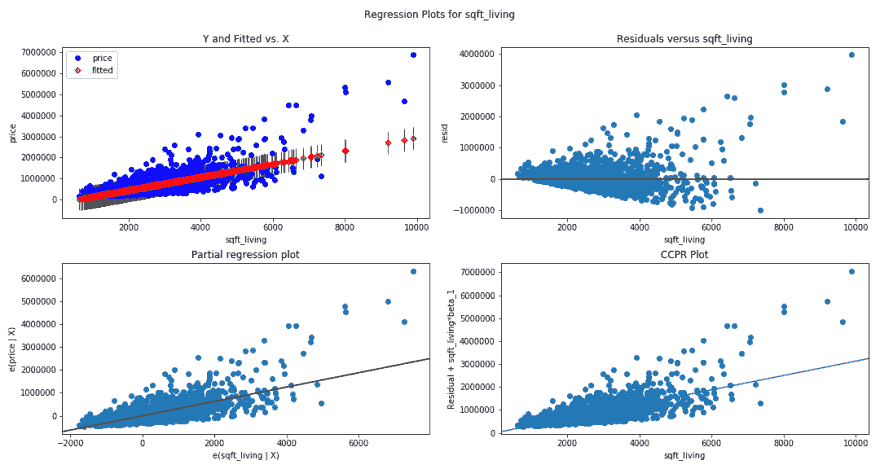 Regression Plots for sqft_living
Y and Fitted vs. X
7000000
6000000
5000000
4000000
3000000
2000000
1000000
0
price
price
fitted
2000 4000 6000 8000 10000
sqft_living
Residuals versus sqft_living
4000000
3000000
2000000
1000000
0
−1000000
resid
2000 4000 6000 8000 10000
sqft_living
Partial regression plot
6000000
5000000
4000000
3000000
2000000
1000000
0
e(price | X)
−2000 0 2000 4000 6000
e(sqft_living | X)
CCPR Plot
7000000
6000000
5000000
4000000
3000000
2000000
1000000
0
Residual + sqft_living*beta_1
2000 4000 6000 8000 10000
sqft_living